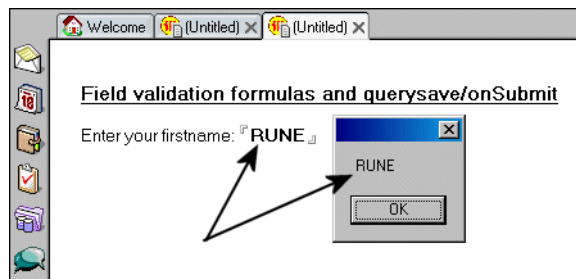 Welcome (Untitled) (Untitled)
Field validation formulas and querysave/onSubmit
Enter your firstname: RUNE
RUNE
OK